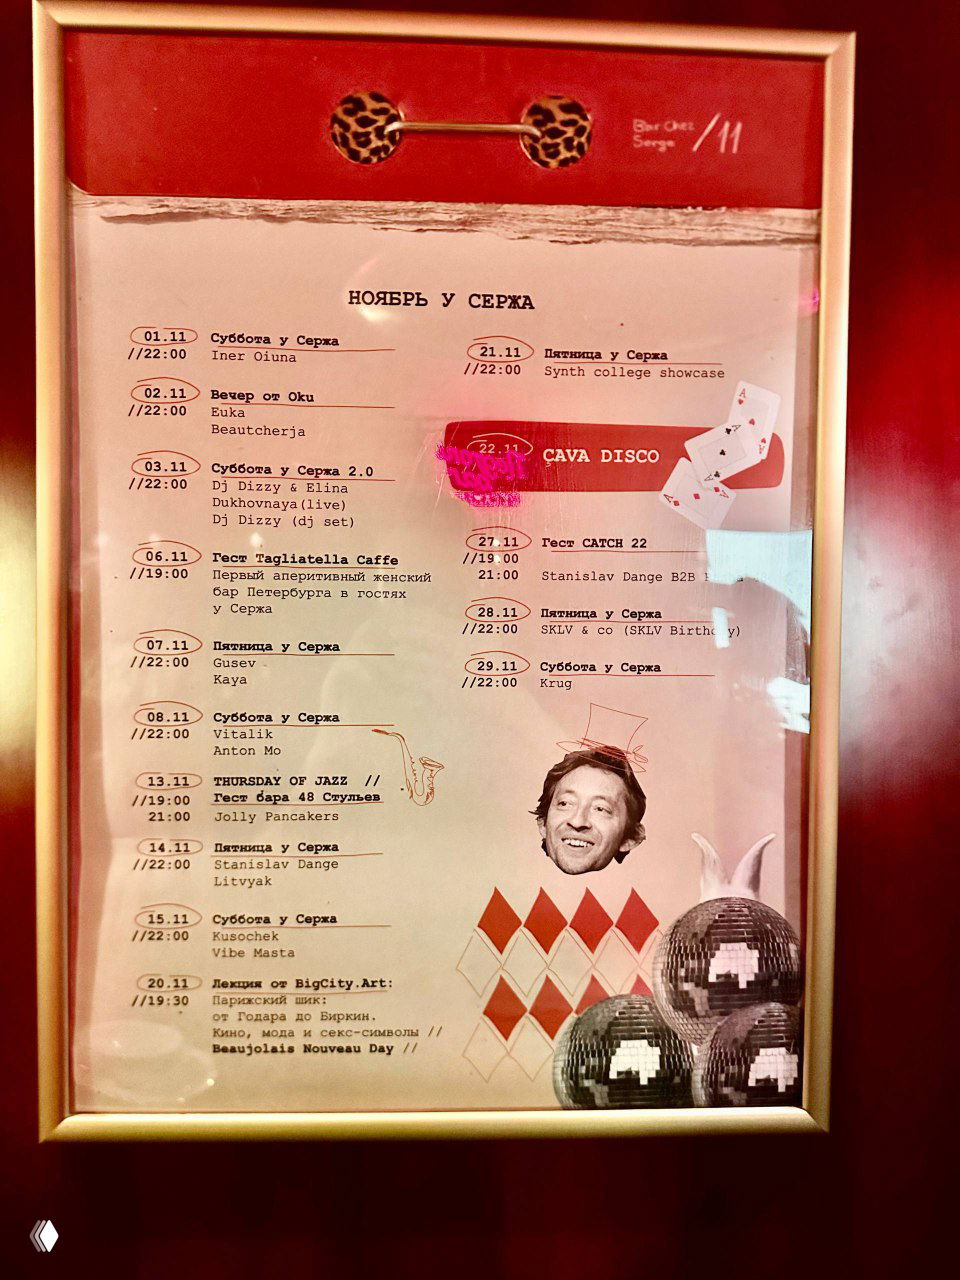 Bar Chez /11
Serge
НОЯБРЬ У СЕРЖА
01.11 Суббота у Сержа
//22:00 Iner Oiuna
02.11 Вечер от Oku
//22:00 Euka
Beautcherja
03.11 Суббота у Сержа 2.0
//22:00 Dj Dizzy & Elina
Dukhovnaya(live)
Dj Dizzy (dj set)
06.11 Гест Tagliatella Caffe
//19:00 Первый аперитивный женский
бар Петербурга в гостях
у Сержа
07.11 Пятница у Сержа
//22:00 Gusev
Kaya
08.11 Суббота у Сержа
//22:00 Vitalik
Anton Mo
13.11 THURSDAY OF JAZZ //
//19:00 Гест бара 48 Стульев
21:00 Jolly Pancakers
14.11 Пятница у Сержа
//22:00 Stanislav Dange
Litvyak
15.11 Суббота у Сержа
//22:00 Kusochek
Vibe Masta
20.11 Лекция от BigCity.Art:
//19:30 Парижский шик:
от Годара до Биркин.
Кино, мода и секс-символы //
Beaujolais Nouveau Day //
21.11 Пятница у Сержа
//22:00 Synth college showcase
22.11 ÇAVA DISCO
27.11 Гест CATCH 22
//19:00
21:00 Stanislav Dange B2B
28.11 Пятница у Сержа
//22:00 SKLV & co (SKLV Birthday)
29.11 Суббота у Сержа
//22:00 Krug